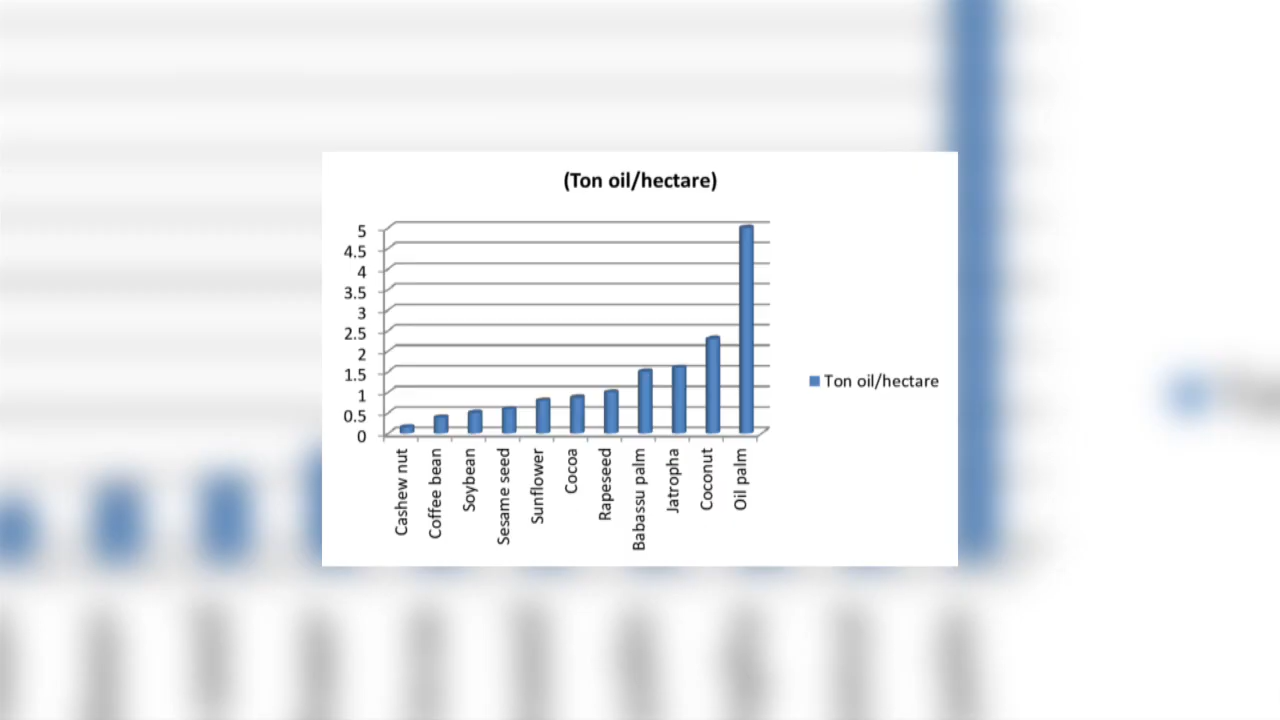 (Ton oil/hectare)
5
4.5
4
3.5
3
2.5
2
1.5
1
0.5
0
Cashew nut
Coffee bean
Soybean
Sesame seed
Sunflower
Cocoa
Rapeseed
Babassu palm
Jatropha
Coconut
Oil palm
Ton oil/hectare